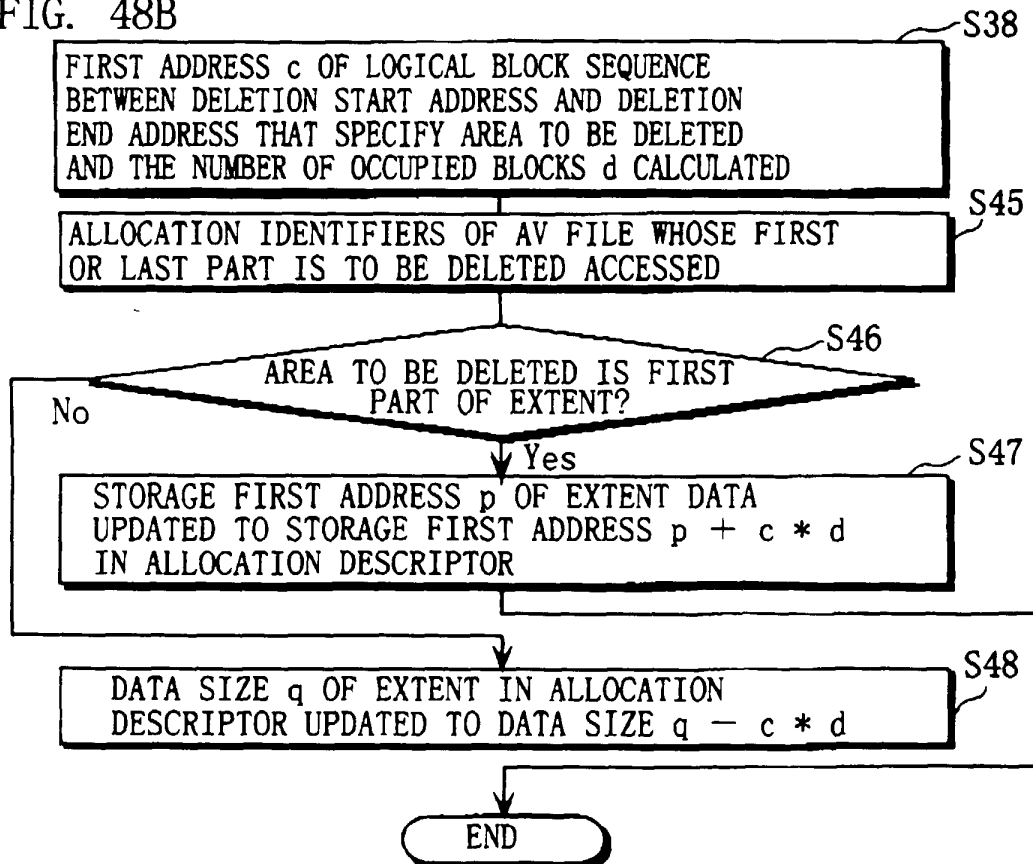 FIG. 48B
S38
FIRST ADDRESS c OF LOGICAL BLOCK SEQUENCE
BETWEEN DELETION START ADDRESS AND DELETION
END ADDRESS THAT SPECIFY AREA TO BE DELETED
AND THE NUMBER OF OCCUPIED BLOCKS d CALCULATED
S45
ALLOCATION IDENTIFIERS OF AV FILE WHOSE FIRST
OR LAST PART IS TO BE DELETED ACCESSED
S46
AREA TO BE DELETED IS FIRST
PART OF EXTENT?
No
Yes
S47
STORAGE FIRST ADDRESS p OF EXTENT DATA
UPDATED TO STORAGE FIRST ADDRESS p + c * d
IN ALLOCATION DESCRIPTOR
S48
DATA SIZE q OF EXTENT IN ALLOCATION
DESCRIPTOR UPDATED TO DATA SIZE q − c * d
END